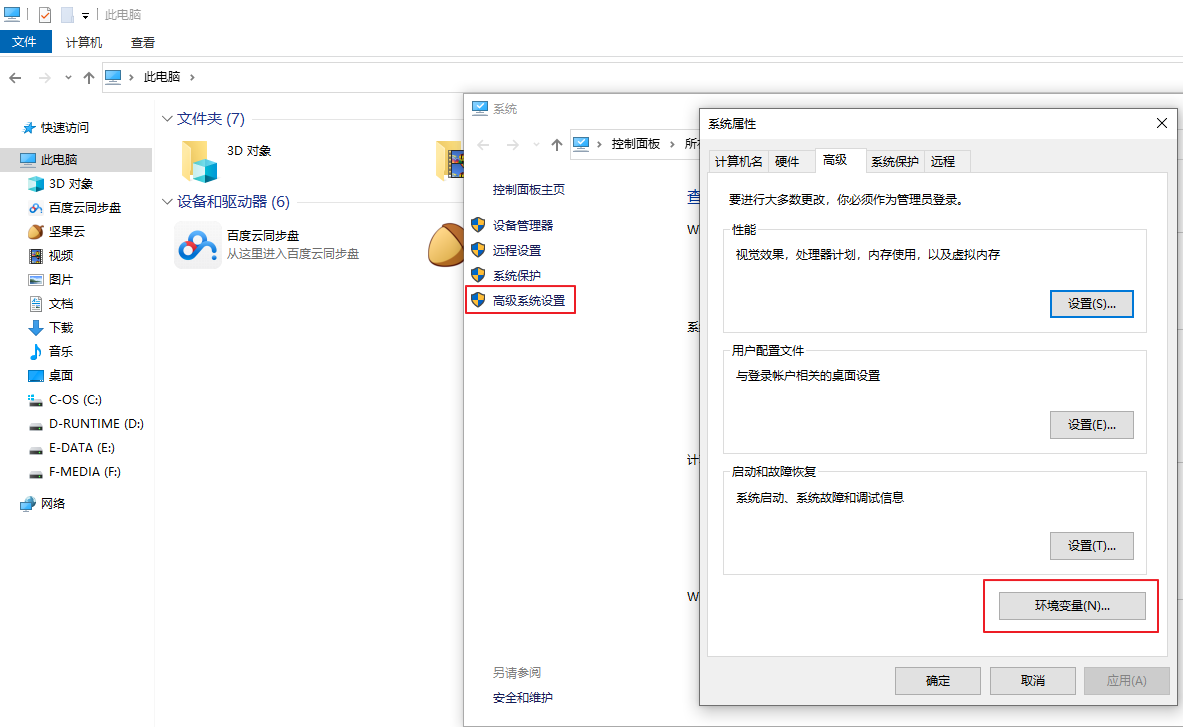 此电脑
文件 计算机 查看
此电脑
快速访问
此电脑
3D 对象
百度云同步盘
坚果云
视频
图片
文档
下载
音乐
桌面
C-OS (C:)
D-RUNTIME (D:)
E-DATA (E:)
F-MEDIA (F:)
网络
文件夹 (7)
3D 对象
设备和驱动器 (6)
百度云同步盘
从这里进入百度云同步盘
系统
控制面板
控制面板主页
设备管理器
远程设置
系统保护
高级系统设置
另请参阅
安全和维护
查
W
系
计
W
系统属性
计算机名 硬件 高级 系统保护 远程
要进行大多数更改，你必须作为管理员登录。
性能
视觉效果，处理器计划，内存使用，以及虚拟内存
设置(S)...
用户配置文件
与登录帐户相关的桌面设置
设置(E)...
启动和故障恢复
系统启动、系统故障和调试信息
设置(T)...
环境变量(N)...
确定 取消 应用(A)